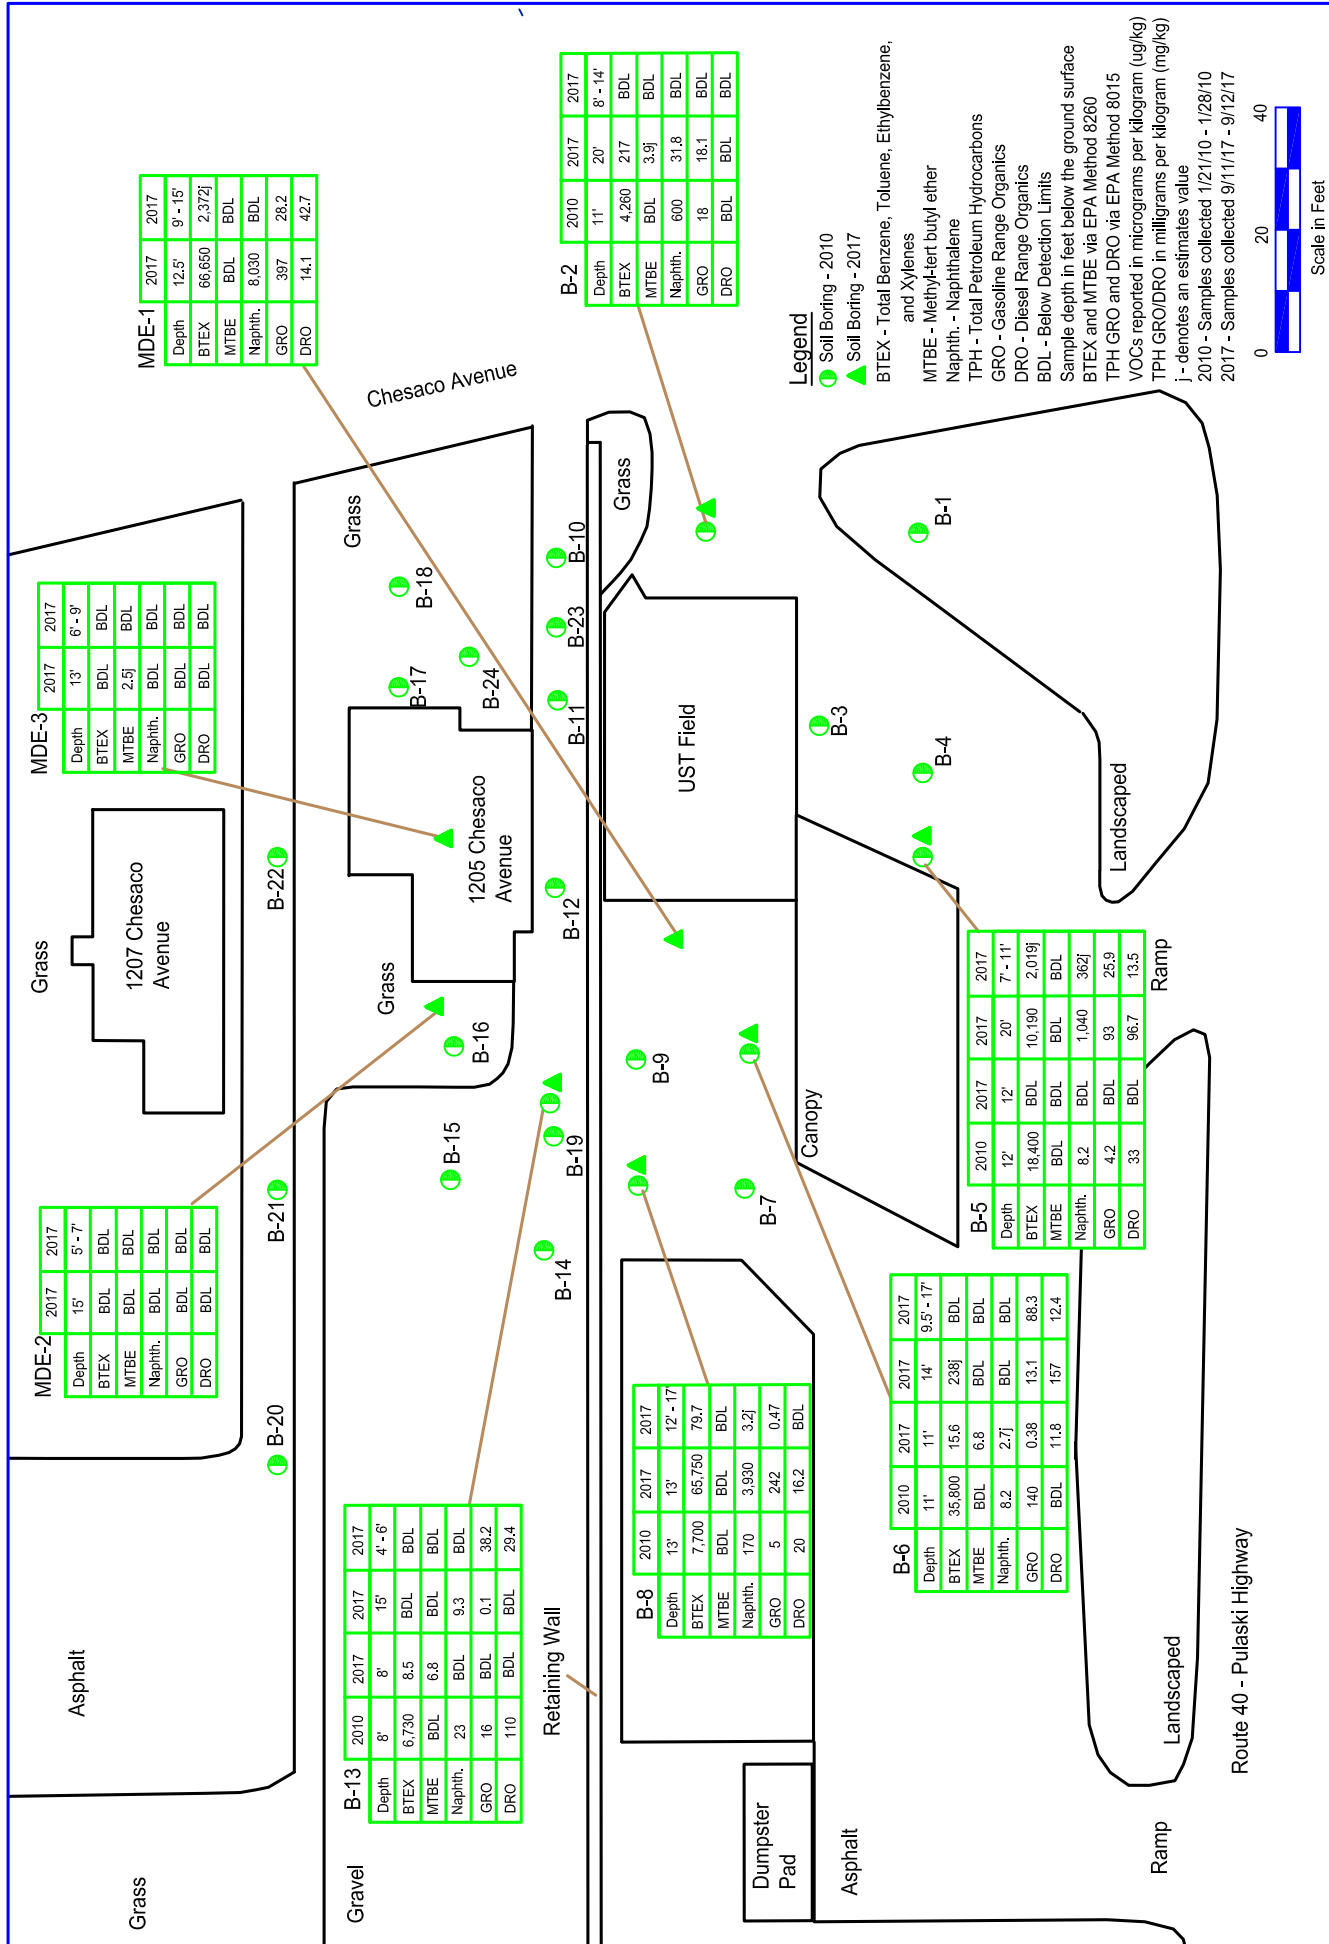 MDE-1
2017 2017
Depth 12.5' 9' - 15'
BTEX 66,650 2,372j
MTBE BDL BDL
Naphth. 8,030 BDL
GRO 397 28.2
DRO 14.1 42.7
B-2
2010 2017 2017
Depth 11' 20' 8' - 14'
BTEX 4,260 217 BDL
MTBE BDL 3.9j BDL
Naphth. 600 31.8 BDL
GRO 18 18.1 BDL
DRO BDL BDL BDL
MDE-3
2017 2017
Depth 13' 6' - 9'
BTEX BDL BDL
MTBE 2.5j BDL
Naphth. BDL BDL
GRO BDL BDL
DRO BDL BDL
MDE-2
2017 2017
Depth 15' 5' - 7'
BTEX BDL BDL
MTBE BDL BDL
Naphth. BDL BDL
GRO BDL BDL
DRO BDL BDL
B-13
2010 2017 2017 2017
Depth 8' 8' 15' 4' - 6'
BTEX 6,730 8.5 BDL BDL
MTBE BDL 6.8 BDL BDL
Naphth. 23 BDL 9.3 BDL
GRO 16 BDL 0.1 38.2
DRO 110 BDL BDL 29.4
B-8
2010 2017 2017
Depth 13' 13' 12' - 17'
BTEX 7,700 65,750 79.7
MTBE BDL BDL BDL
Naphth. 170 3,930 3.2j
GRO 5 242 0.47
DRO 20 16.2 BDL
B-6
2010 2017 2017 2017
Depth 11' 11' 14' 9.5' - 17'
BTEX 35,800 15.6 238j BDL
MTBE BDL 6.8 BDL BDL
Naphth. 8.2 2.7j BDL BDL
GRO 140 0.38 13.1 88.3
DRO BDL 11.8 157 12.4
B-5
2010 2017 2017 2017
Depth 12' 12' 20' 7' - 11'
BTEX 18,400 BDL 10,190 2,019j
MTBE BDL BDL BDL BDL
Naphth. 8.2 BDL 1,040 362j
GRO 4.2 BDL 93 25.9
DRO 33 BDL 96.7 13.5
Legend
Soil Boring - 2010
Soil Boring - 2017
BTEX - Total Benzene, Toluene, Ethylbenzene,
and Xylenes
MTBE - Methyl-tert butyl ether
Naphth. - Naphthalene
TPH - Total Petroleum Hydrocarbons
GRO - Gasoline Range Organics
DRO - Diesel Range Organics
BDL - Below Detection Limits
Sample depth in feet below the ground surface
BTEX and MTBE via EPA Method 8260
TPH GRO and DRO via EPA Method 8015
VOCs reported in micrograms per kilogram (ug/kg)
TPH GRO/DRO in milligrams per kilogram (mg/kg)
j - denotes an estimates value
2010 - Samples collected 1/21/10 - 1/28/10
2017 - Samples collected 9/11/17 - 9/12/17
0 20 40
Scale in Feet
Chesaco Avenue
Grass
Asphalt
Grass
1207 Chesaco
Avenue
B-20
B-21
B-22
Gravel
Grass
1205 Chesaco
Avenue
Grass
B-15
B-16
B-17
B-18
B-24
B-14
B-19
B-12
B-11
B-23
B-10
Retaining Wall
Grass
B-9
B-7
UST Field
B-3
B-4
B-1
Canopy
Dumpster
Pad
Asphalt
Landscaped
Ramp
Landscaped
Ramp
Route 40 - Pulaski Highway